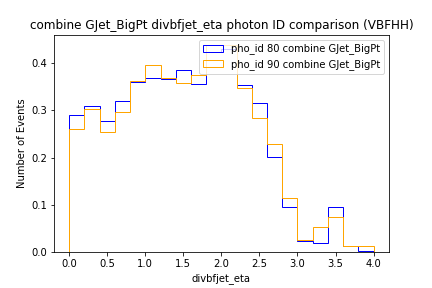 combine GJet_BigPt divbfjet_eta photon ID comparison (VBFHH)
pho_id 80 combine GJet_BigPt
pho_id 90 combine GJet_BigPt
Number of Events
0.4
0.3
0.2
0.1
0.0
0.0 0.5 1.0 1.5 2.0 2.5 3.0 3.5 4.0
divbfjet_eta